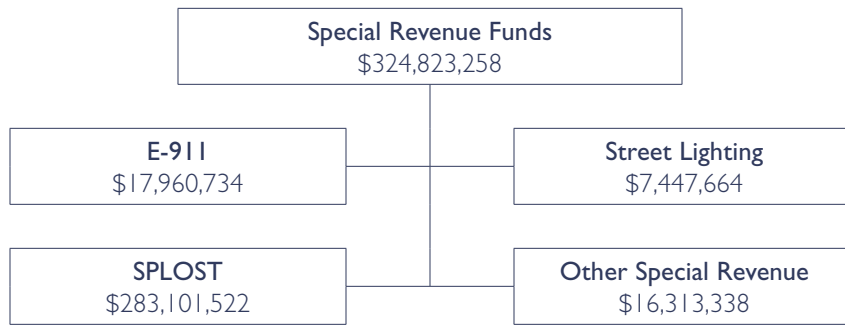 Special Revenue Funds
$324,823,258
E-911
$17,960,734
Street Lighting
$7,447,664
SPLOST
$283,101,522
Other Special Revenue
$16,313,338